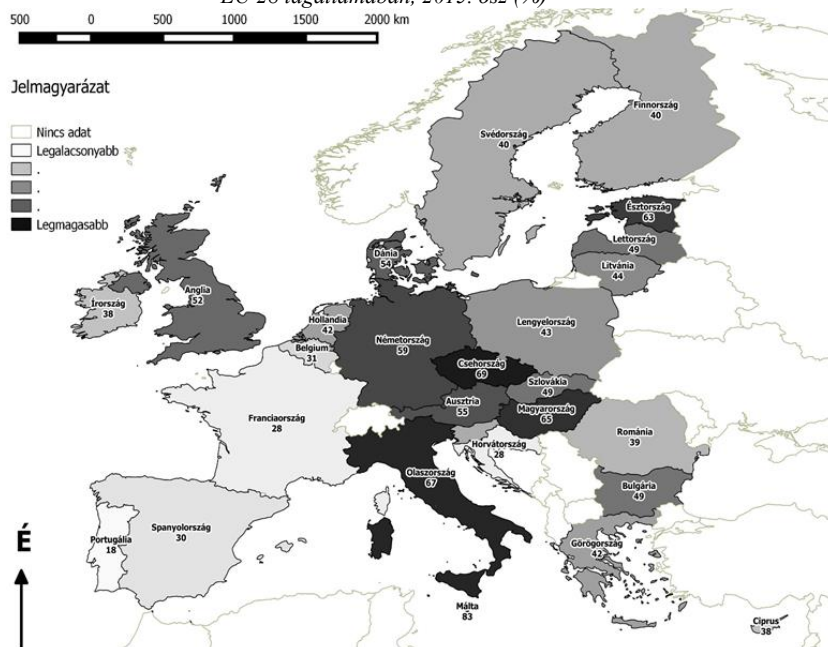 EU 28 tagállamában, 2015. ősz (%)
500 0 500 1000 1500 2000 km
Jelmagyarázat
Nincs adat
Legalacsonyabb
.
.
.
Legmagasabb
Finnország
40
Svédország
40
Észtország
63
Lettország
49
Litvánia
44
Dánia
54
Anglia
52
Írország
38
Hollandia
42
Belgium
31
Németország
59
Lengyelország
43
Csehország
69
Szlovákia
49
Ausztria
55
Magyarország
65
Franciaország
28
Horvátország
28
Románia
39
Olaszország
67
Bulgária
49
Spanyolország
30
Portugália
18
Görögország
42
Málta
83
Ciprus
38
É